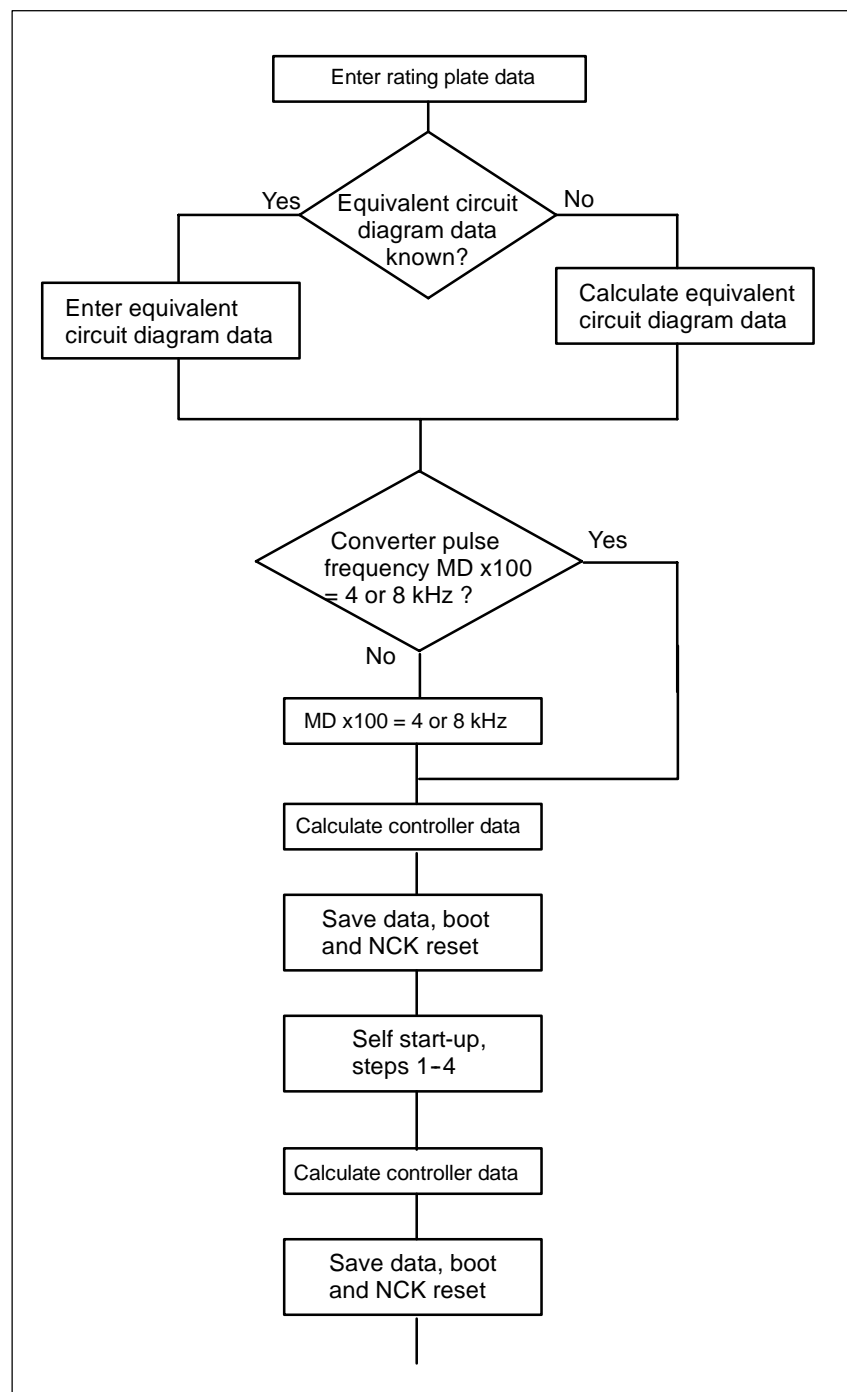 Enter rating plate data
Yes
No
Equivalent circuit
diagram data
known?
Enter equivalent
circuit diagram data
Calculate equivalent
circuit diagram data
Converter pulse
frequency MD x100
= 4 or 8 kHz ?
Yes
No
MD x100 = 4 or 8 kHz
Calculate controller data
Save data, boot
and NCK reset
Self start-up,
steps 1-4
Calculate controller data
Save data, boot
and NCK reset